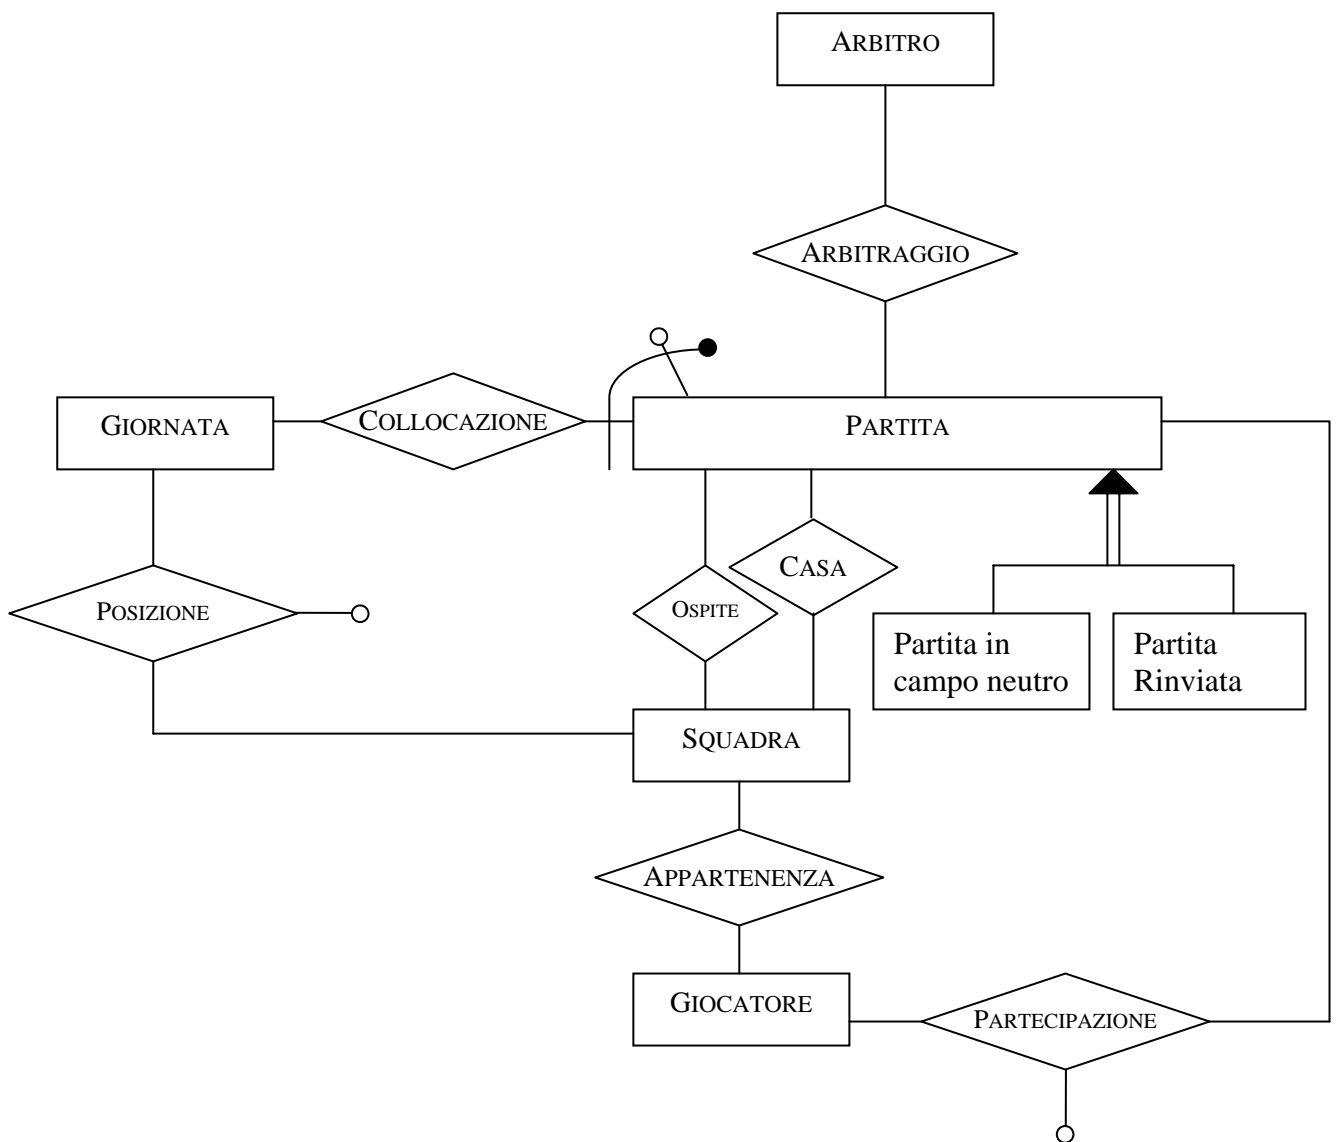 ARBITRO
ARBITRAGGIO
GIORNATA
COLLOCAZIONE
PARTITA
CASA
POSIZIONE
OSPITE
Partita in
campo neutro
Partita
Rinviata
SQUADRA
APPARTENENZA
GIOCATORE
PARTECIPAZIONE